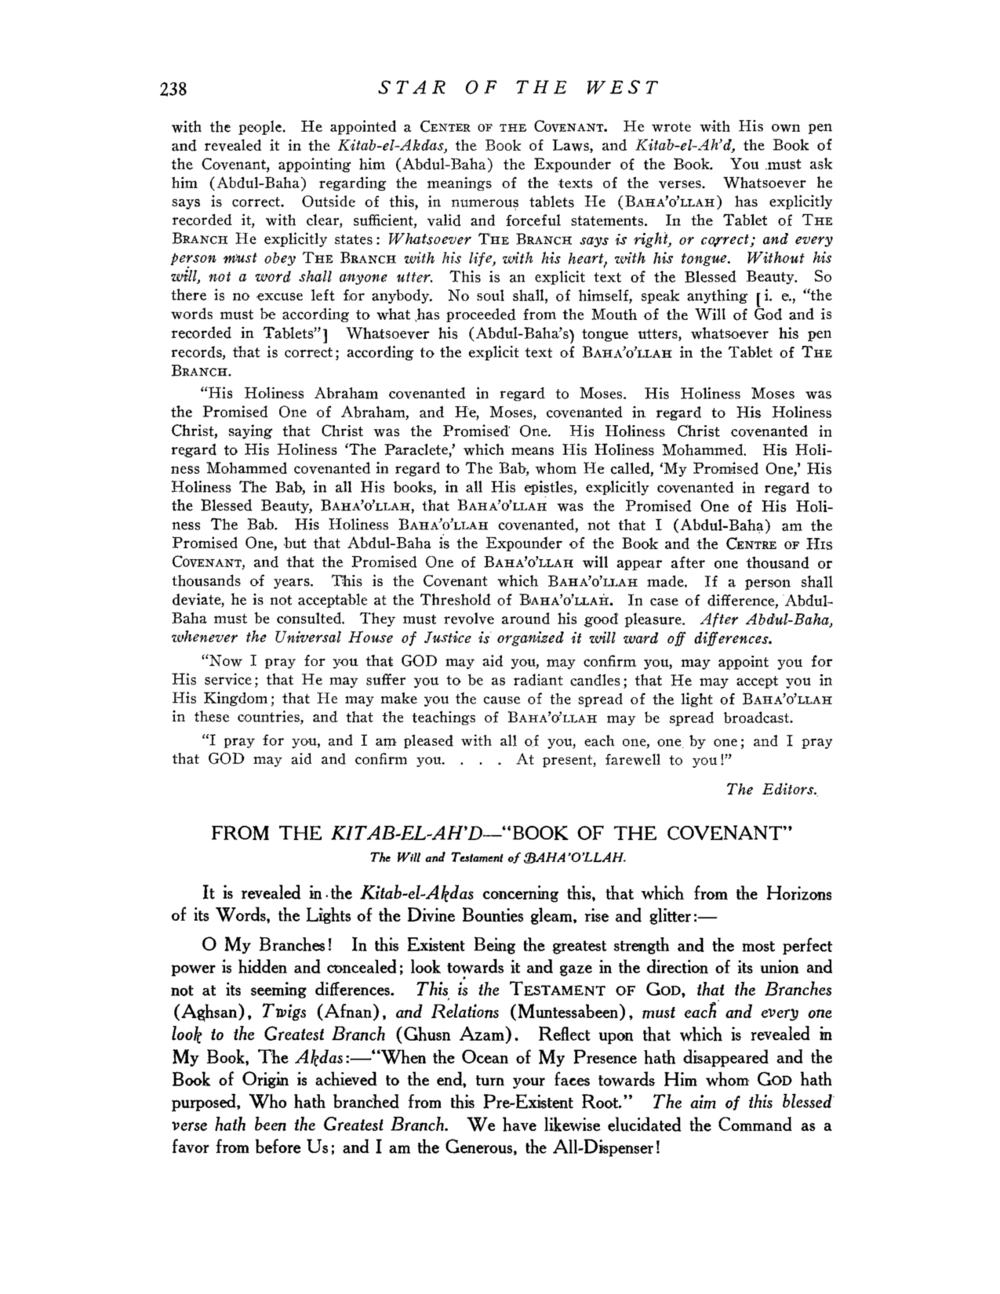 238 STAR OF THE WEST
with the people. He appointed a CENTER OF THE COVENANT. He wrote with His own pen
and revealed it in the Kitab-el-Akdas, the Book of Laws, and Kitab-el-Ah'd, the Book of
the Covenant, appointing him (Abdul-Baha) the Expounder of the Book. You must ask
him (Abdul-Baha) regarding the meanings of the texts of the verses. Whatsoever he
says is correct. Outside of this, in numerous tablets He (BAHA'O'LLAH) has explicitly
recorded it, with clear, sufficient, valid and forceful statements. In the Tablet of THE
BRANCH He explicitly states: Whatsoever THE BRANCH says is right, or correct; and every
person must obey THE BRANCH with his life, with his heart, with his tongue. Without his
will, not a word shall anyone utter. This is an explicit text of the Blessed Beauty. So
there is no excuse left for anybody. No soul shall, of himself, speak anything [i. e., "the
words must be according to what has proceeded from the Mouth of the Will of God and is
recorded in Tablets"] Whatsoever his (Abdul-Baha's) tongue utters, whatsoever his pen
records, that is correct; according to the explicit text of BAHA'O'LLAH in the Tablet of THE
BRANCH.
"His Holiness Abraham covenanted in regard to Moses. His Holiness Moses was
the Promised One of Abraham, and He, Moses, covenanted in regard to His Holiness
Christ, saying that Christ was the Promised One. His Holiness Christ covenanted in
regard to His Holiness 'The Paraclete,' which means His Holiness Mohammed. His Holi-
ness Mohammed covenanted in regard to The Bab, whom He called, 'My Promised One,' His
Holiness The Bab, in all His books, in all His epistles, explicitly covenanted in regard to
the Blessed Beauty, BAHA'O'LLAH, that BAHA'O'LLAH was the Promised One of His Holi-
ness The Bab. His Holiness BAHA'O'LLAH covenanted, not that I (Abdul-Baha) am the
Promised One, but that Abdul-Baha is the Expounder of the Book and the CENTRE OF HIS
COVENANT, and that the Promised One of BAHA'O'LLAH will appear after one thousand or
thousands of years. This is the Covenant which BAHA'O'LLAH made. If a person shall
deviate, he is not acceptable at the Threshold of BAHA'O'LLAH. In case of difference, Abdul-
Baha must be consulted. They must revolve around his good pleasure. After Abdul-Baha,
whenever the Universal House of Justice is organized it will ward off differences.
"Now I pray for you that GOD may aid you, may confirm you, may appoint you for
His service; that He may suffer you to be as radiant candles; that He may accept you in
His Kingdom; that He may make you the cause of the spread of the light of BAHA'O'LLAH
in these countries, and that the teachings of BAHA'O'LLAH may be spread broadcast.
"I pray for you, and I am pleased with all of you, each one, one by one; and I pray
that GOD may aid and confirm you. . . . At present, farewell to you!"
The Editors.
FROM THE KITAB-EL-AH'D—"BOOK OF THE COVENANT"
The Will and Testament of BAHA'O'LLAH.
It is revealed in the Kitab-el-Akdas concerning this, that which from the Horizons
of its Words, the Lights of the Divine Bounties gleam, rise and glitter:—
O My Branches! In this Existent Being the greatest strength and the most perfect
power is hidden and concealed; look towards it and gaze in the direction of its union and
not at its seeming differences. This is the TESTAMENT OF GOD, that the Branches
(Aghsan), Twigs (Afnan), and Relations (Muntessabeen), must each and every one
look to the Greatest Branch (Ghusn Azam). Reflect upon that which is revealed in
My Book, The Akdas:—"When the Ocean of My Presence hath disappeared and the
Book of Origin is achieved to the end, turn your faces towards Him whom GOD hath
purposed, Who hath branched from this Pre-Existent Root." The aim of this blessed
verse hath been the Greatest Branch. We have likewise elucidated the Command as a
favor from before Us; and I am the Generous, the All-Dispenser!